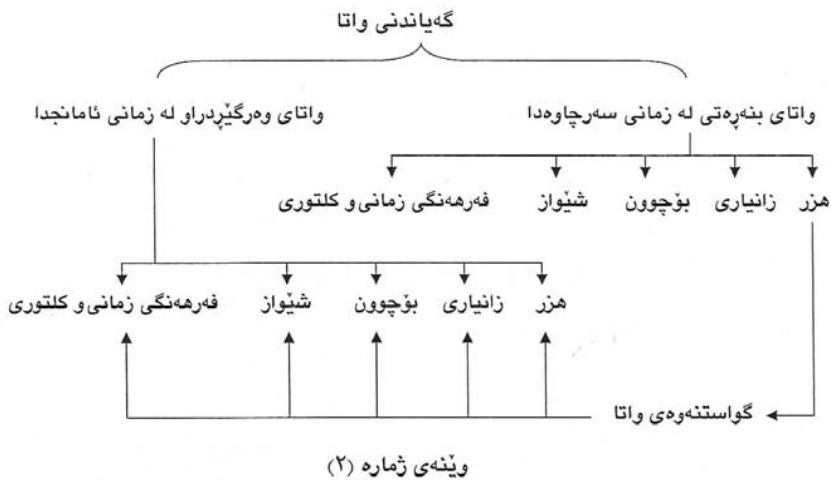 گەیاندنی واتا
واتای بنەڕەتی لە زمانی سەرچاوەدا
واتای وەرگێڕدراو لە زمانی ئامانجدا
هزر زانیاری بۆچوون شێواز فەرهەنگی زمانی و کلتوری
هزر زانیاری بۆچوون شێواز فەرهەنگی زمانی و کلتوری
گواستنەوەی واتا
وێنەی ژمارە (٢)